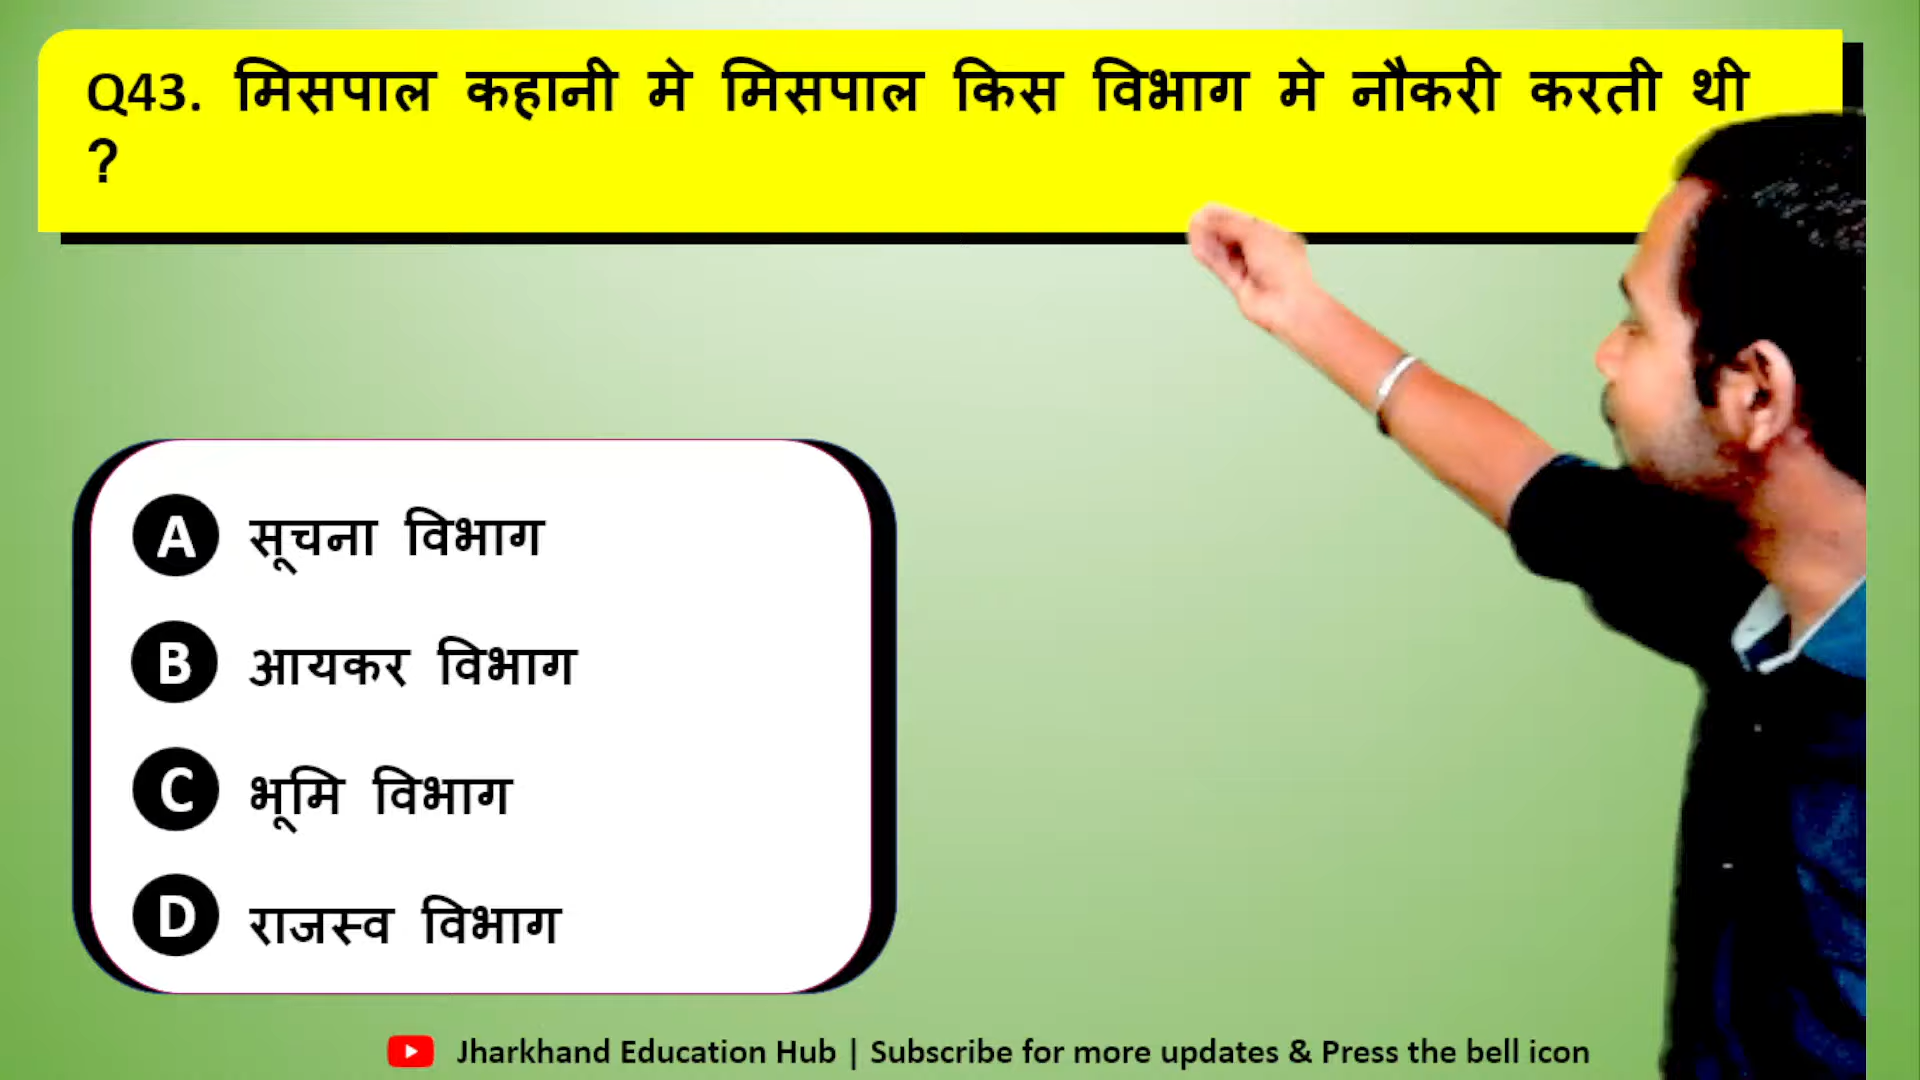 Q43. मिसपाल कहानी मे मिसपाल किस विभाग मे नौकरी करती थी
?
A सूचना विभाग
B आयकर विभाग
C भूमि विभाग
D राजस्व विभाग
Jharkhand Education Hub | Subscribe for more updates & Press the bell icon